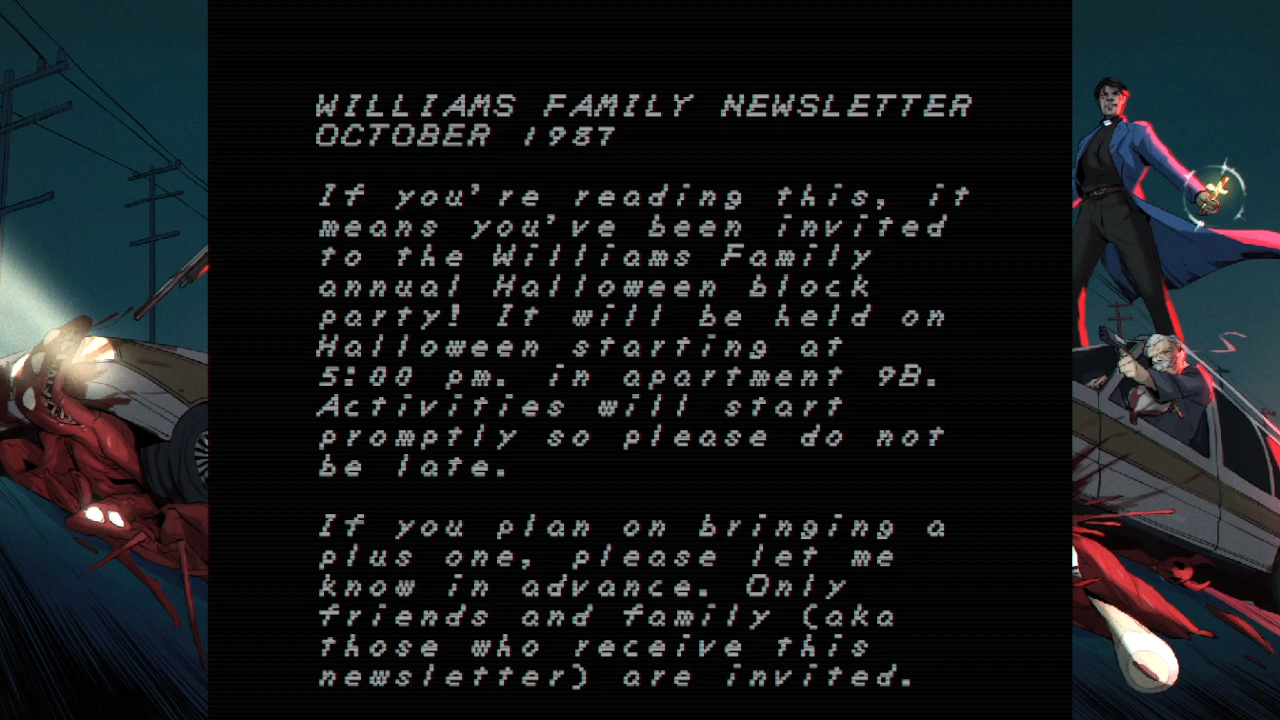 WILLIAMS FAMILY NEWSLETTER
OCTOBER 1987
If you're reading this, it
means you've been invited
to the Williams Family
annual Halloween block
party! It will be held on
Halloween starting at
5:00 pm. in apartment 9B.
Activities will start
promptly so please do not
be late.
If you plan on bringing a
plus one, please let me
know in advance. Only
friends and family (aka
those who receive this
newsletter) are invited.